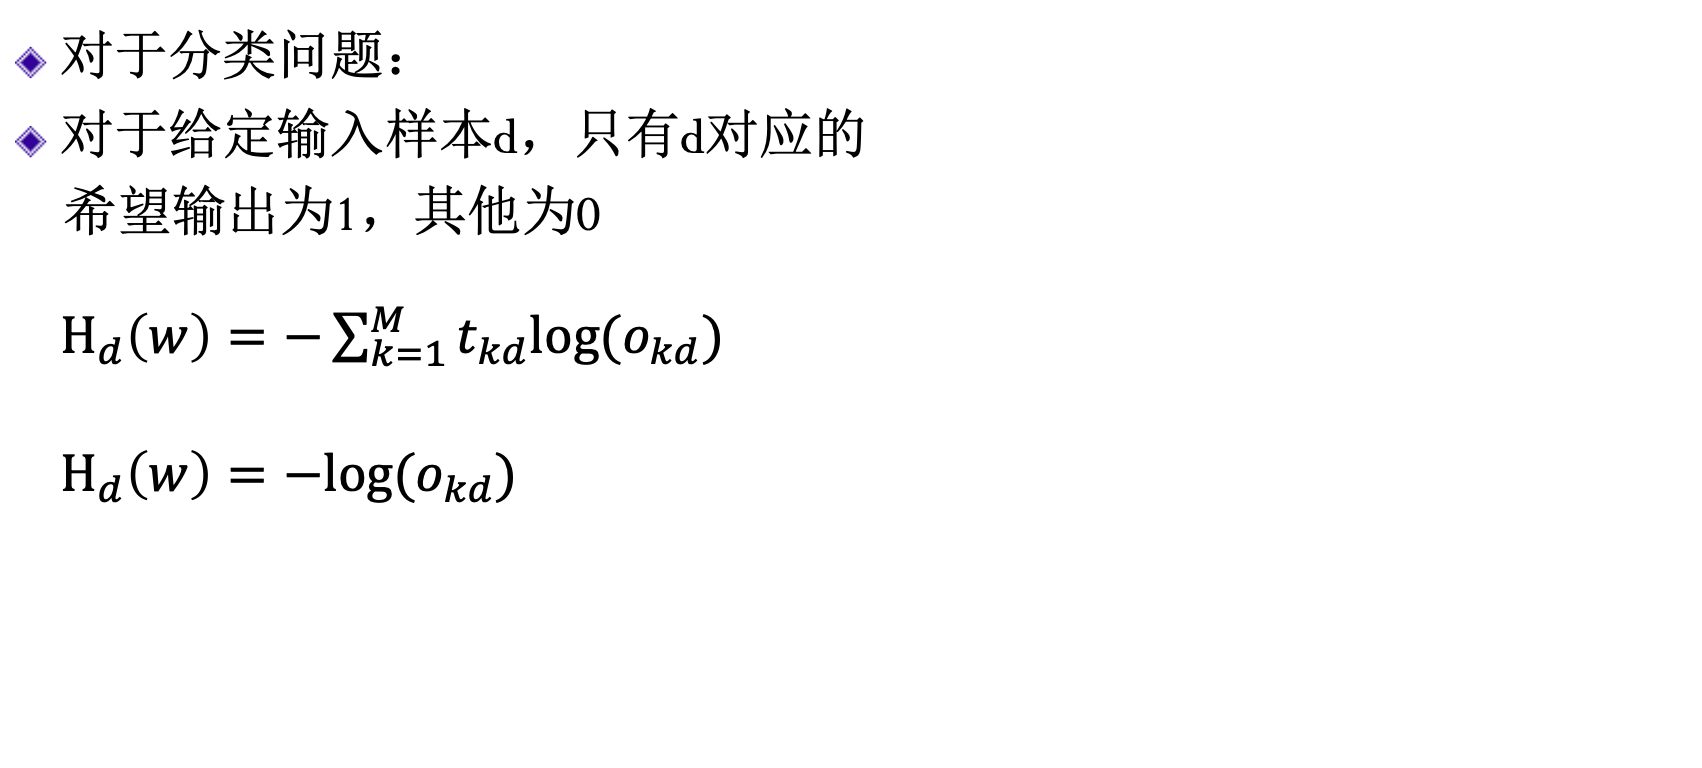 对于分类问题：
对于给定输入样本d，只有d对应的
希望输出为1，其他为0
H_d(w) = −∑_{k=1}^{M} t_{kd}log(o_{kd})
H_d(w) = −log(o_{kd})